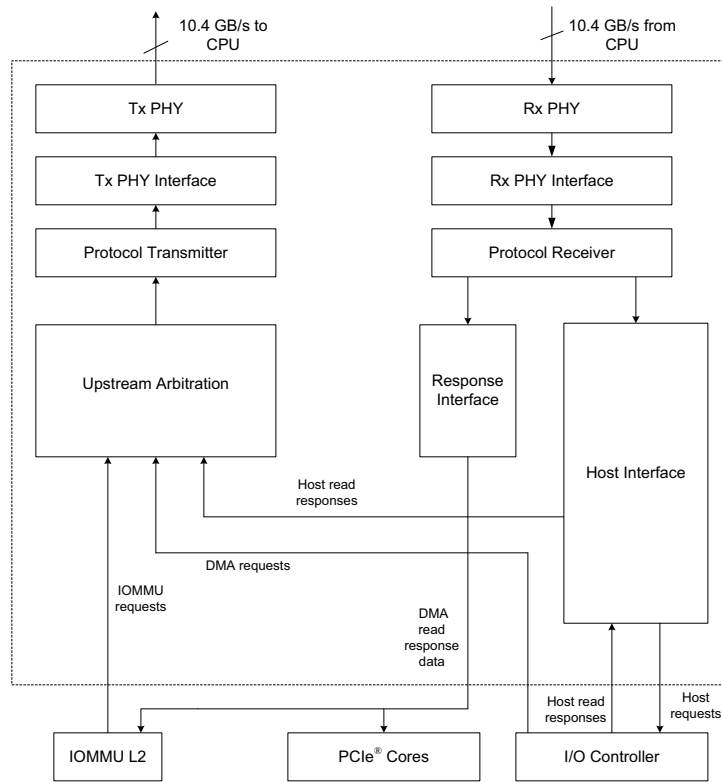 10.4 GB/s to
CPU
10.4 GB/s from
CPU
Tx PHY
Rx PHY
Tx PHY Interface
Rx PHY Interface
Protocol Transmitter
Protocol Receiver
Upstream Arbitration
Response
Interface
Host Interface
Host read
responses
DMA requests
IOMMU
requests
DMA
read
response
data
Host read
responses
Host
requests
IOMMU L2
PCIe® Cores
I/O Controller